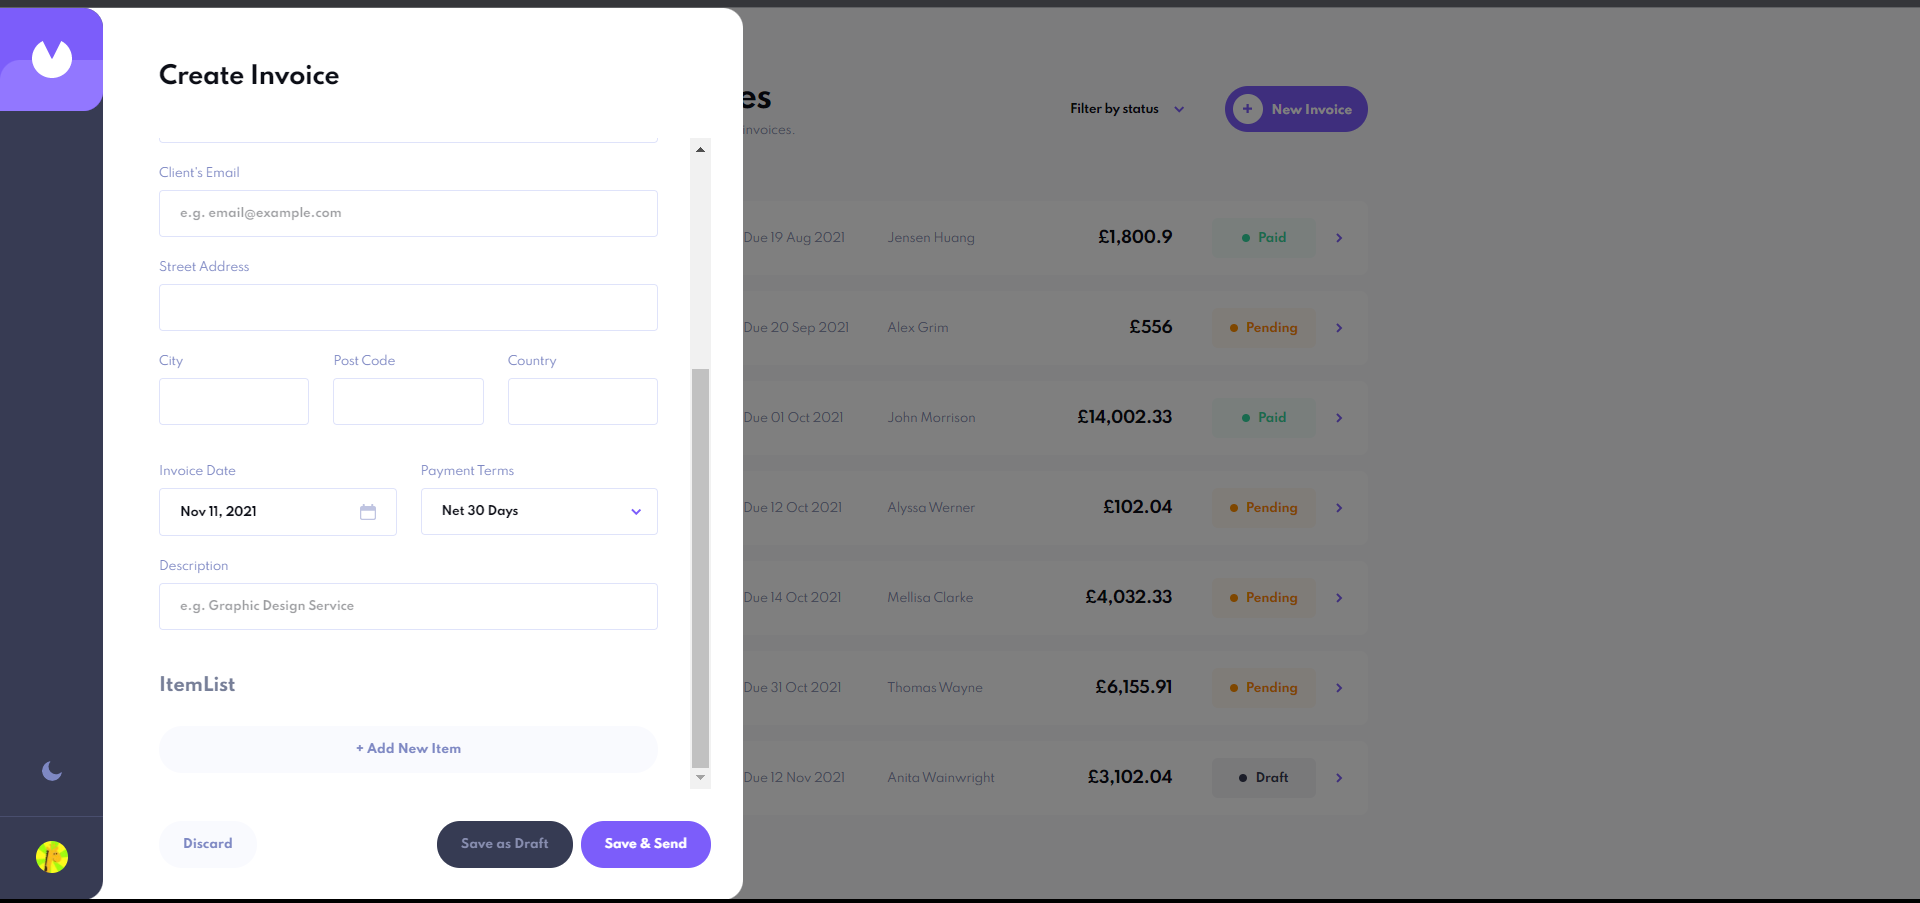 Create Invoice
Client's Email
e.g. email@example.com
Street Address
City Post Code Country
Invoice Date Payment Terms
Nov 11, 2021 Net 30 Days
Description
e.g. Graphic Design Service
ItemList
+ Add New Item
Discard Save as Draft Save & Send
es
invoices.
Filter by status
+ New Invoice
Due 19 Aug 2021 Jensen Huang £1,800.9 Paid
Due 20 Sep 2021 Alex Grim £556 Pending
Due 01 Oct 2021 John Morrison £14,002.33 Paid
Due 12 Oct 2021 Alyssa Werner £102.04 Pending
Due 14 Oct 2021 Mellisa Clarke £4,032.33 Pending
Due 31 Oct 2021 Thomas Wayne £6,155.91 Pending
Due 12 Nov 2021 Anita Wainwright £3,102.04 Draft